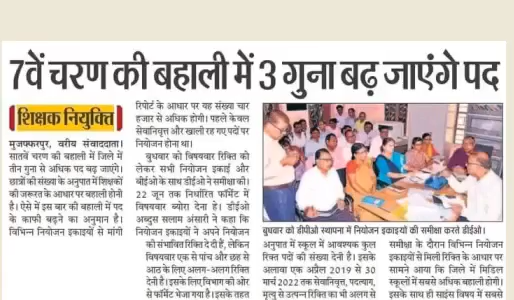 7वें चरण की बहाली में 3 गुना बढ़ जाएंगे पद
शिक्षक नियुक्ति
मुजफ्फरपुर, वरीय संवाददाता।
सातवें चरण की बहाली में जिले में
तीन गुना से अधिक पद बढ़ जाएंगे।
छात्रों की संख्या के अनुपात में शिक्षकों
की जरूरत के आधार पर बहाली होनी
है। ऐसे में इस बार की बहाली में पद
के काफी बढ़ने का अनुमान है।
विभिन्न नियोजन इकाइयों से मांगी
रिपोर्ट के आधार पर यह संख्या चार
हजार से अधिक होगी। पहले केवल
सेवानिवृत्त और खाली रह गए पदों पर
नियोजन होना था।
बुधवार को विषयवार रिक्ति को
लेकर सभी नियोजन इकाई और
बीईओ के साथ डीईओ ने समीक्षा की।
22 जून तक निर्धारित फॉर्मेट में
विषयवार ब्योरा देना है। डीईओ
अब्दुस सलाम अंसारी ने कहा कि
नियोजन इकाइयों ने अपने नियोजन
की संभावित रिक्ति दे दी हैं, लेकिन
विषयवार एक से पांच और छह से
आठ के लिए अलग-अलग रिक्ति
देनी है। इसके लिए विभाग की ओर
से फॉर्मेट भेजा गया है। इसके तहत
बुधवार को डीपीओ स्थापना में नियोजन इकाइयों की समीक्षा करते डीईओ।
अनुपात में स्कूल में आवश्यक कुल
रिक्त पदों की संख्या देनी है। इसके
अलावा एक अप्रैल 2019 से 30
मार्च 2022 तक सेवानिवृत्त, पदत्याग,
मृत्यु से उत्पन्न रिक्ति का भी अलग से
समीक्षा के दौरान विभिन्न नियोजन
इकाइयों से मिली रिक्ति के आधार पर
सामने आया कि जिले में मिडिल
स्कूलों में सबसे अधिक बहाली होगी।
इसके साथ ही साइंस विषय में सबसे